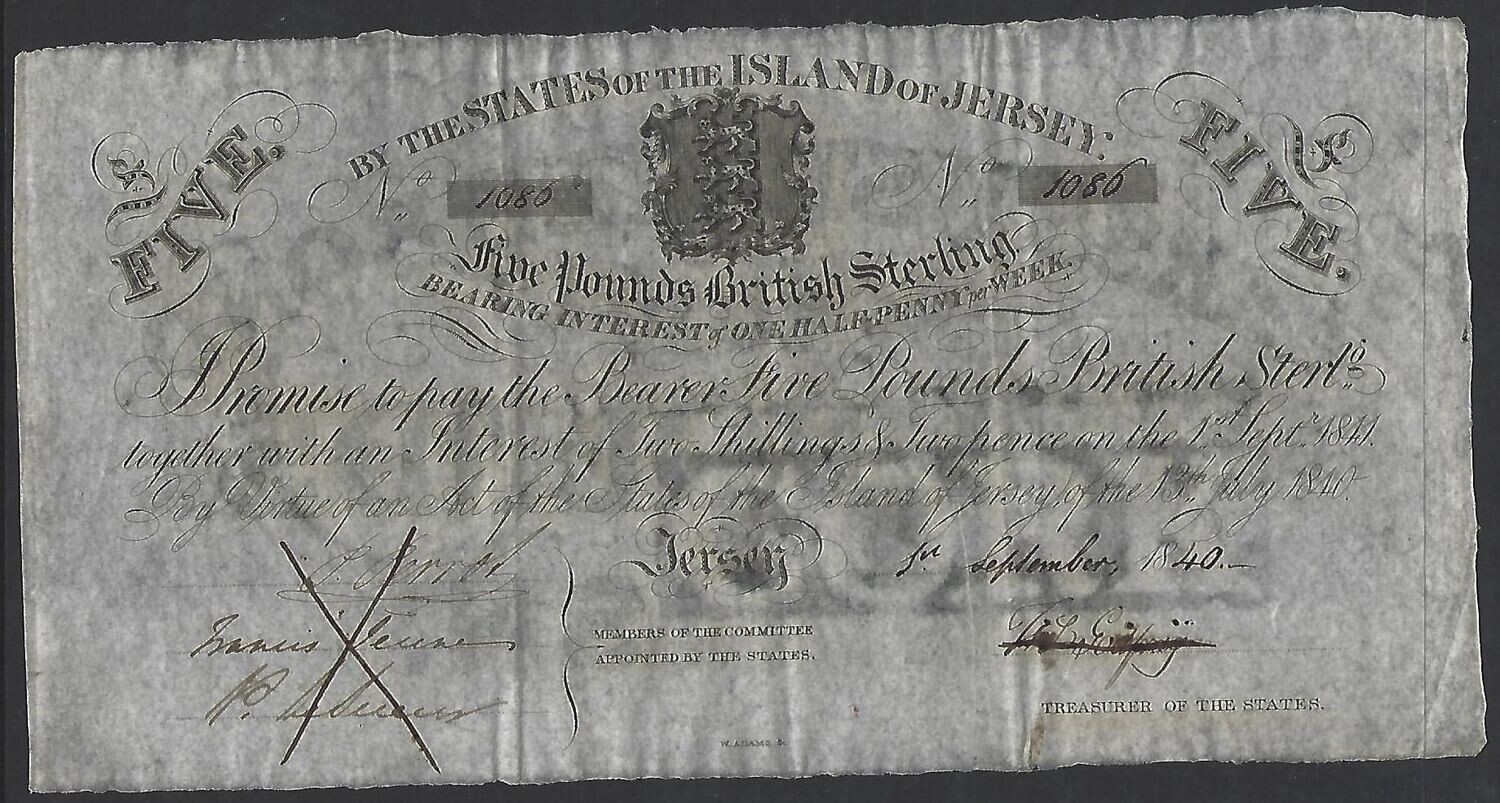 BY THE STATES OF THE ISLAND OF JERSEY.
£ FIVE.
£ FIVE.
No 1086
No 1086
Five Pounds British Sterling.
BEARING INTEREST of ONE HALF-PENNY per WEEK.
I Promise to pay the Bearer Five Pounds British Sterlg
together with an Interest of Two Shillings & Twopence on the 1st Septr 1841.
By Virtue of an Act of the States of the Island of Jersey, of the 13th July 1840.
Jersey 1st September, 1840.
Francis Jeune
MEMBERS OF THE COMMITTEE
APPOINTED BY THE STATES.
TREASURER OF THE STATES.
W. ADAMS Sc.